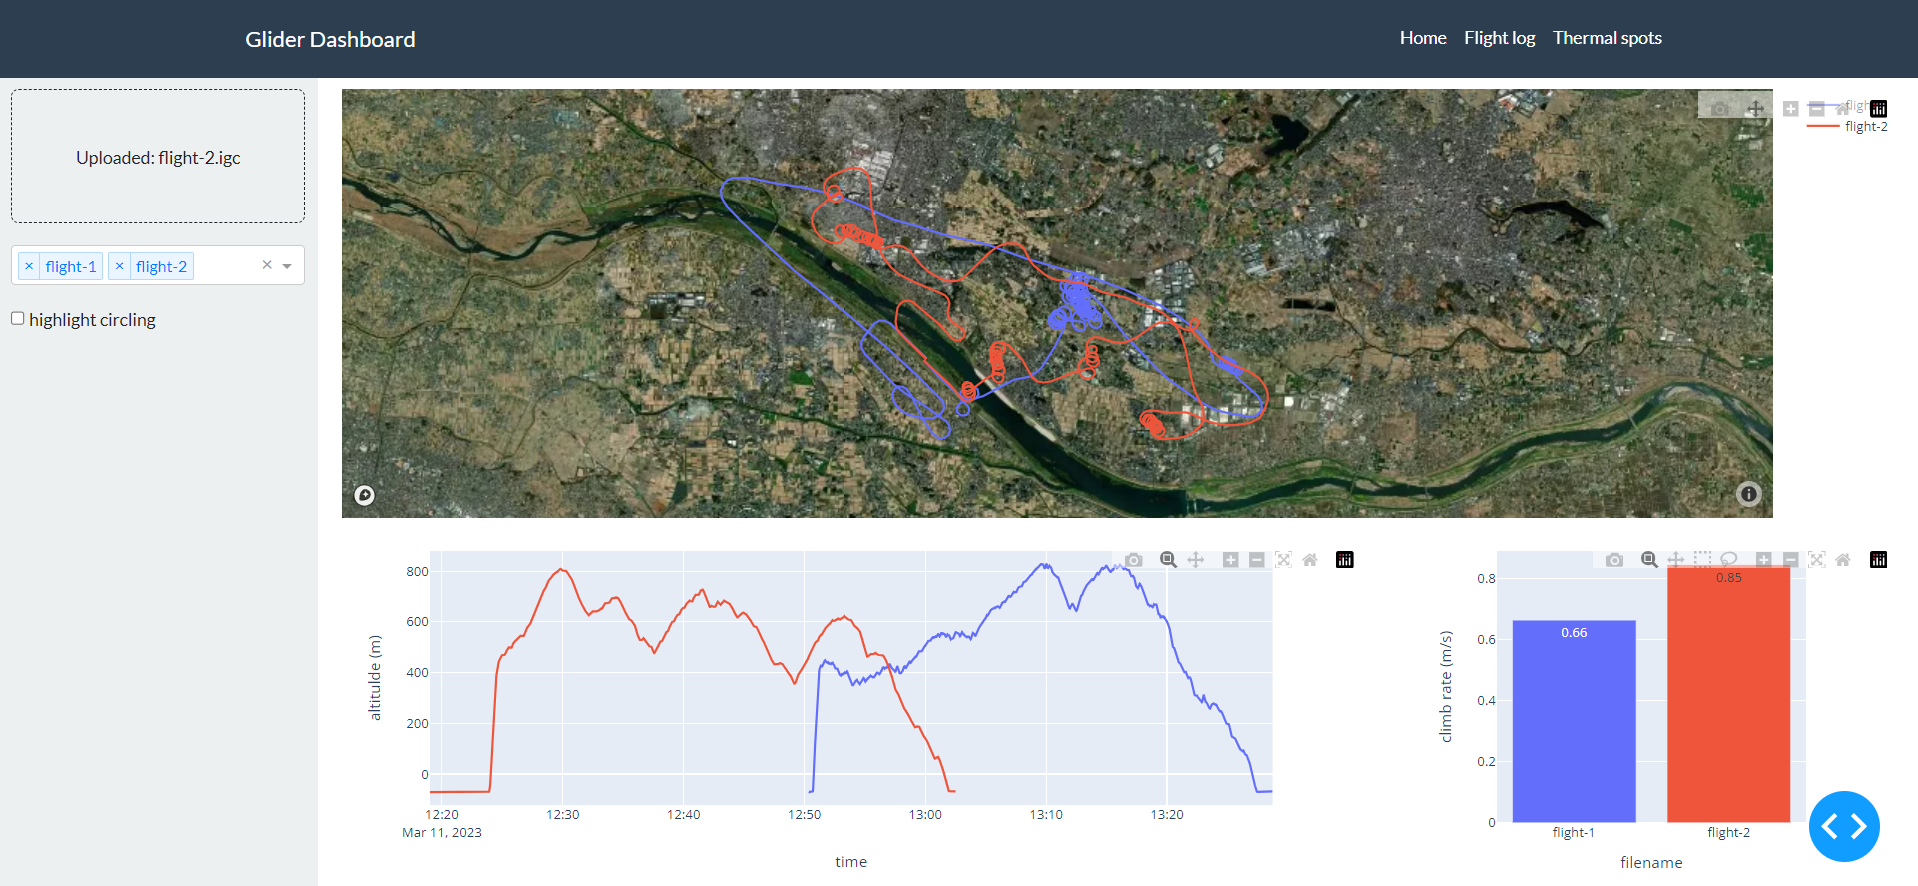 Glider Dashboard
Home Flight log Thermal spots
Uploaded: flight-2.igc
× flight-1 × flight-2 ×
highlight circling
flight-2
altitulde (m)
800
600
400
200
0
12:20 12:30 12:40 12:50 13:00 13:10 13:20
Mar 11, 2023
time
climb rate (m/s)
0.8
0.6
0.4
0.2
0
0.66
0.85
flight-1 flight-2
filename